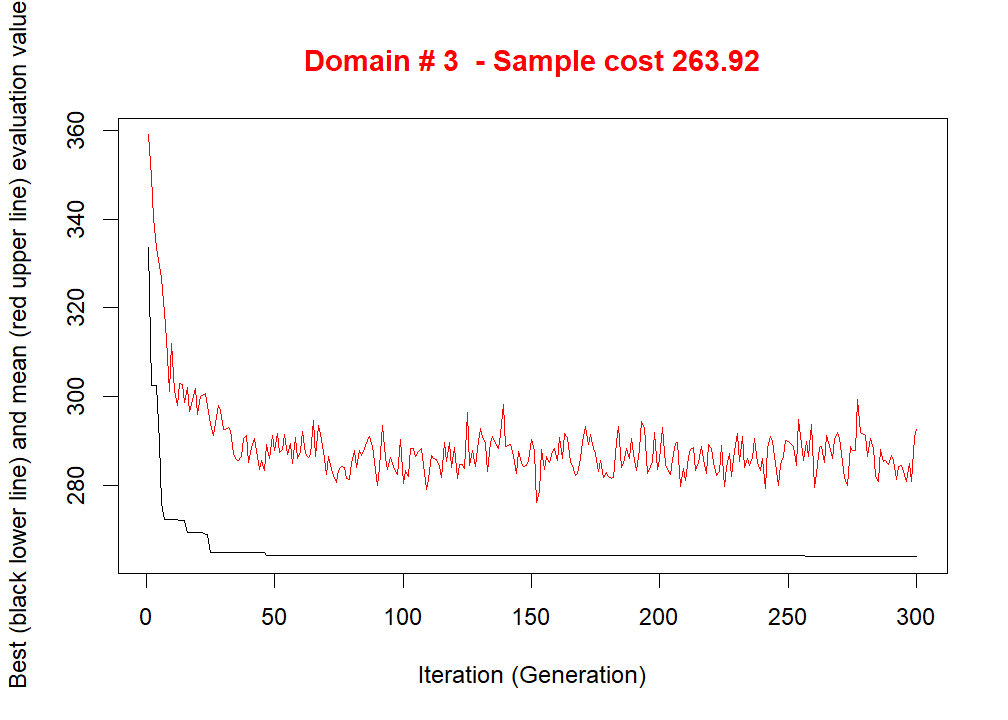 Domain # 3  - Sample cost 263.92
Best (black lower line) and mean (red upper line) evaluation value
360
340
320
300
280
0 50 100 150 200 250 300
Iteration (Generation)